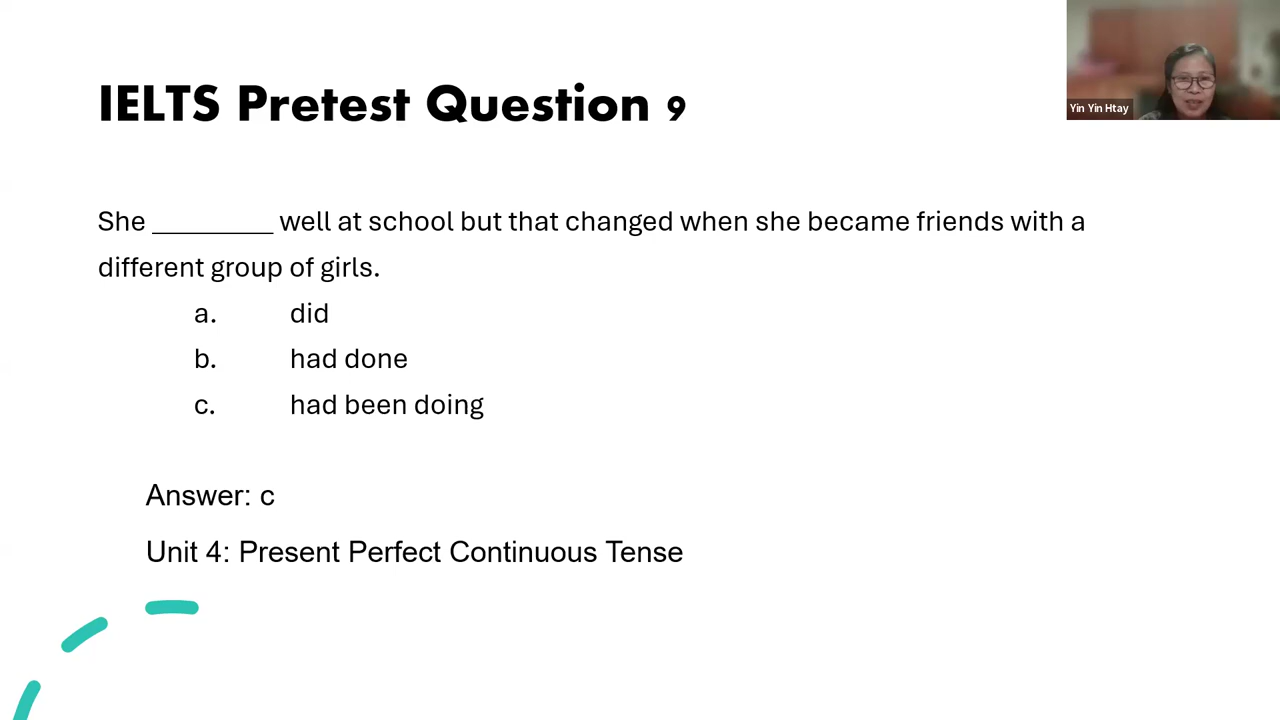 IELTS Pretest Question 9
Yin Yin Htay
She _________ well at school but that changed when she became friends with a
different group of girls.
a. did
b. had done
c. had been doing
Answer: c
Unit 4: Present Perfect Continuous Tense